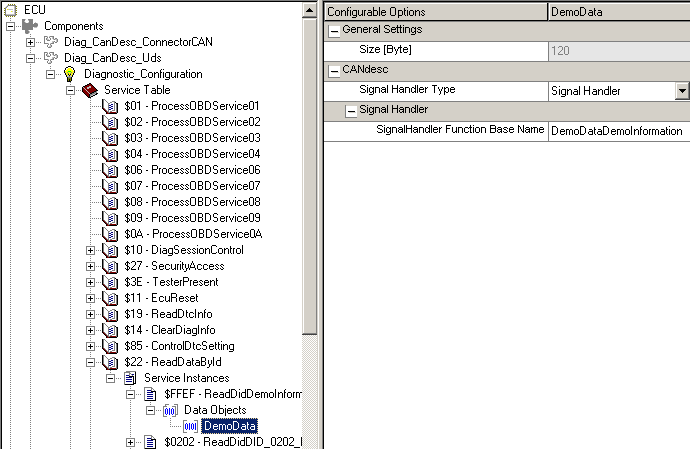 ECU
Components
Diag_CanDesc_ConnectorCAN
Diag_CanDesc_Uds
Diagnostic_Configuration
Service Table
$01 - ProcessOBDService01
$02 - ProcessOBDService02
$03 - ProcessOBDService03
$04 - ProcessOBDService04
$06 - ProcessOBDService06
$07 - ProcessOBDService07
$08 - ProcessOBDService08
$09 - ProcessOBDService09
$0A - ProcessOBDService0A
$10 - DiagSessionControl
$27 - SecurityAccess
$3E - TesterPresent
$11 - EcuReset
$19 - ReadDtcInfo
$14 - ClearDiagInfo
$85 - ControlDtcSetting
$22 - ReadDataById
Service Instances
$FFEF - ReadDidDemoInform
Data Objects
DemoData
$0202 - ReadDidDID_0202_
Configurable Options DemoData
General Settings
Size [Byte] 120
CANdesc
Signal Handler Type Signal Handler
Signal Handler
SignalHandler Function Base Name DemoDataDemoInformation